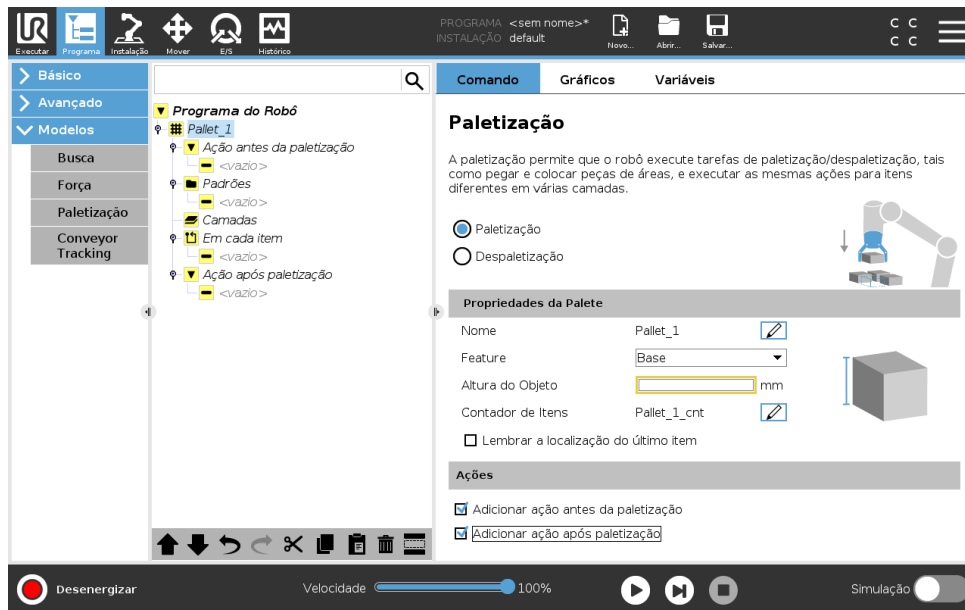 PROGRAMA <sem nome>*
INSTALAÇÃO default
UR
Executar
Programa
Instalação
Mover
E/S
Histórico
Novo...
Abrir...
Salvar...
C C
C C
Básico
Avançado
Modelos
Busca
Força
Paletização
Conveyor
Tracking
Programa do Robô
Pallet_1
Ação antes da paletização
<vazio>
Padrões
<vazio>
Camadas
Em cada item
<vazio>
Ação após paletização
<vazio>
Comando Gráficos Variáveis
Paletização
A paletização permite que o robô execute tarefas de paletização/despaletização, tais
como pegar e colocar peças de áreas, e executar as mesmas ações para itens
diferentes em várias camadas.
Paletização
Despaletização
Propriedades da Palete
Nome Pallet_1
Feature Base
Altura do Objeto mm
Contador de Itens Pallet_1_cnt
Lembrar a localização do último item
Ações
Adicionar ação antes da paletização
Adicionar ação após paletização
Desenergizar
Velocidade 100%
Simulação